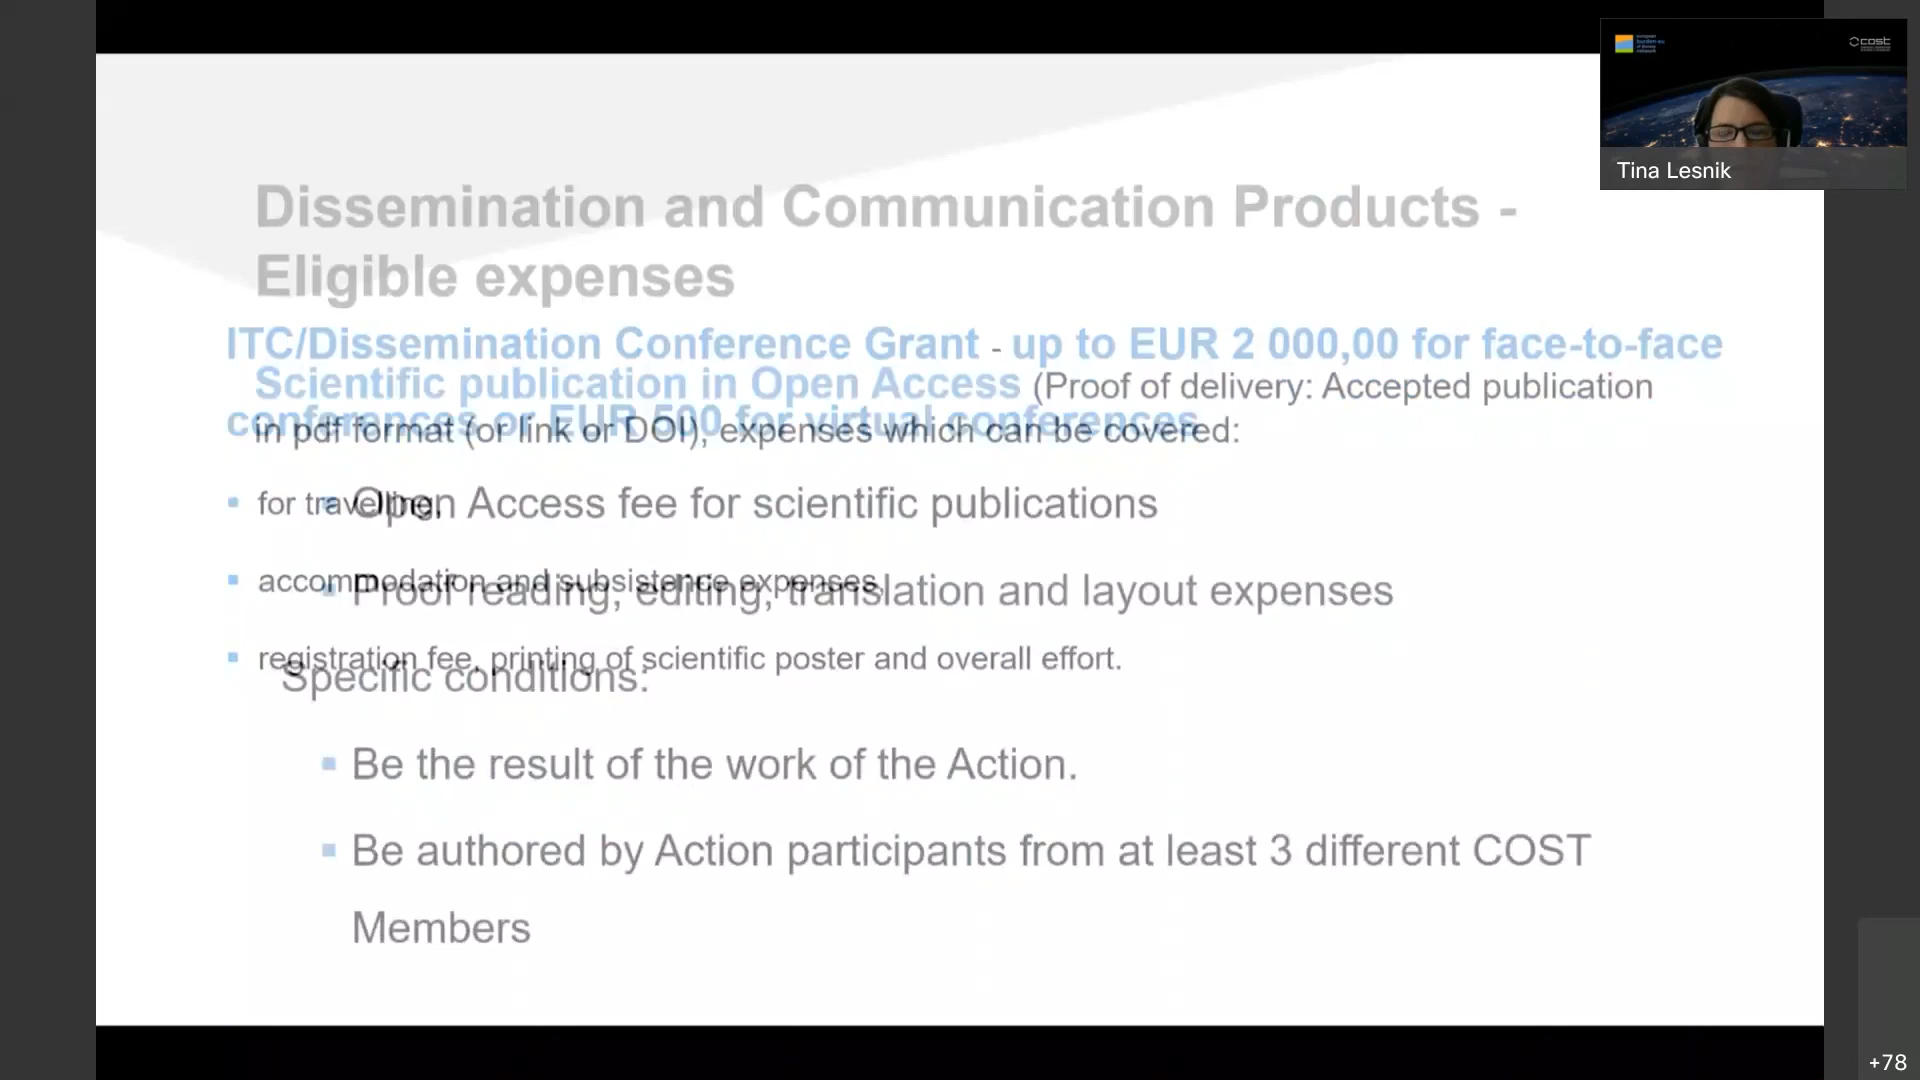 Dissemination and Communication Products -
Eligible expenses
ITC/Dissemination Conference Grant - up to EUR 2 000,00 for face-to-face
conferences or EUR 500 for virtual conferences
for travelling,
accommodation and subsistence expenses,
registration fee, printing of scientific poster and overall effort.
Scientific publication in Open Access (Proof of delivery: Accepted publication
in pdf format (or link or DOI), expenses which can be covered:
Open Access fee for scientific publications
Proof reading, editing, translation and layout expenses
Specific conditions:
Be the result of the work of the Action.
Be authored by Action participants from at least 3 different COST
Members
burden-eu
cost
Tina Lesnik
+78